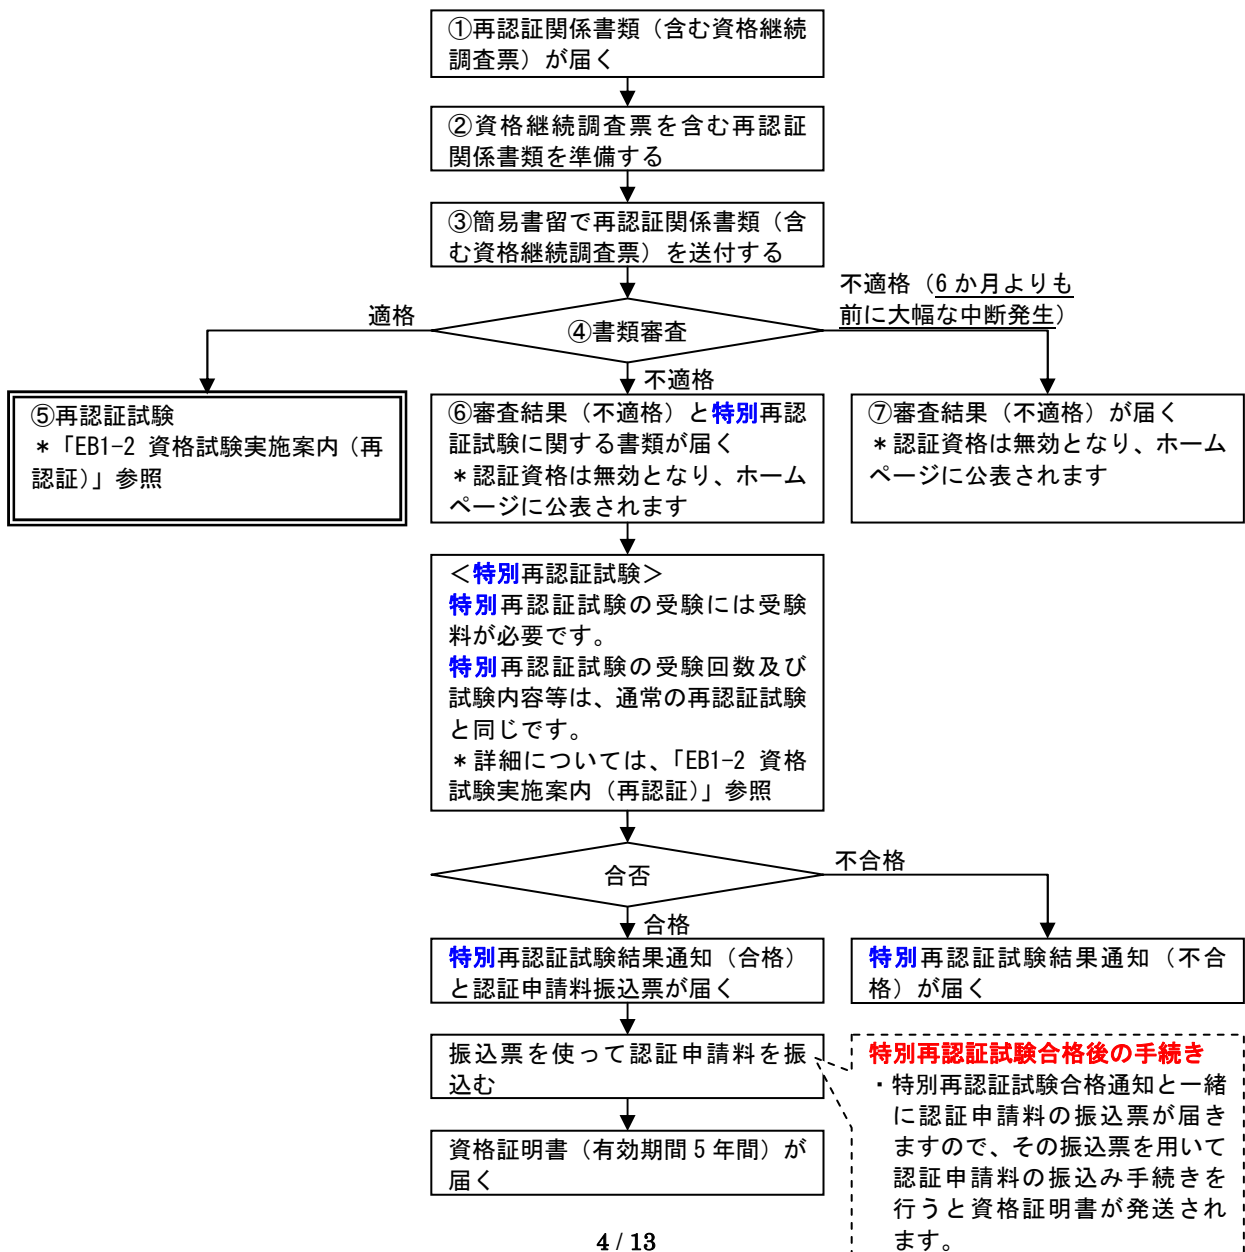 ①再認証関係書類（含む資格継続
調査票）が届く
②資格継続調査票を含む再認証
関係書類を準備する
③簡易書留で再認証関係書類（含
む資格継続調査票）を送付する
不適格（6 か月よりも
前に大幅な中断発生）
適格
④書類審査
不適格
⑤再認証試験
＊「EB1-2 資格試験実施案内（再
認証）」参照
⑥審査結果（不適格）と特別再認
証試験に関する書類が届く
＊認証資格は無効となり、ホーム
ページに公表されます
⑦審査結果（不適格）が届く
＊認証資格は無効となり、ホーム
ページに公表されます
＜特別再認証試験＞
特別再認証試験の受験には受験
料が必要です。
特別再認証試験の受験回数及び
試験内容等は、通常の再認証試験
と同じです。
＊詳細については、「EB1-2 資格
試験実施案内（再認証）」参照
合否
不合格
合格
特別再認証試験結果通知（合格）
と認証申請料振込票が届く
特別再認証試験結果通知（不合
格）が届く
振込票を使って認証申請料を振
込む
特別再認証試験合格後の手続き
・特別再認証試験合格通知と一緒
に認証申請料の振込票が届き
ますので、その振込票を用いて
認証申請料の振込み手続きを
行うと資格証明書が発送され
ます。
資格証明書（有効期間 5 年間）が
届く
4 / 13